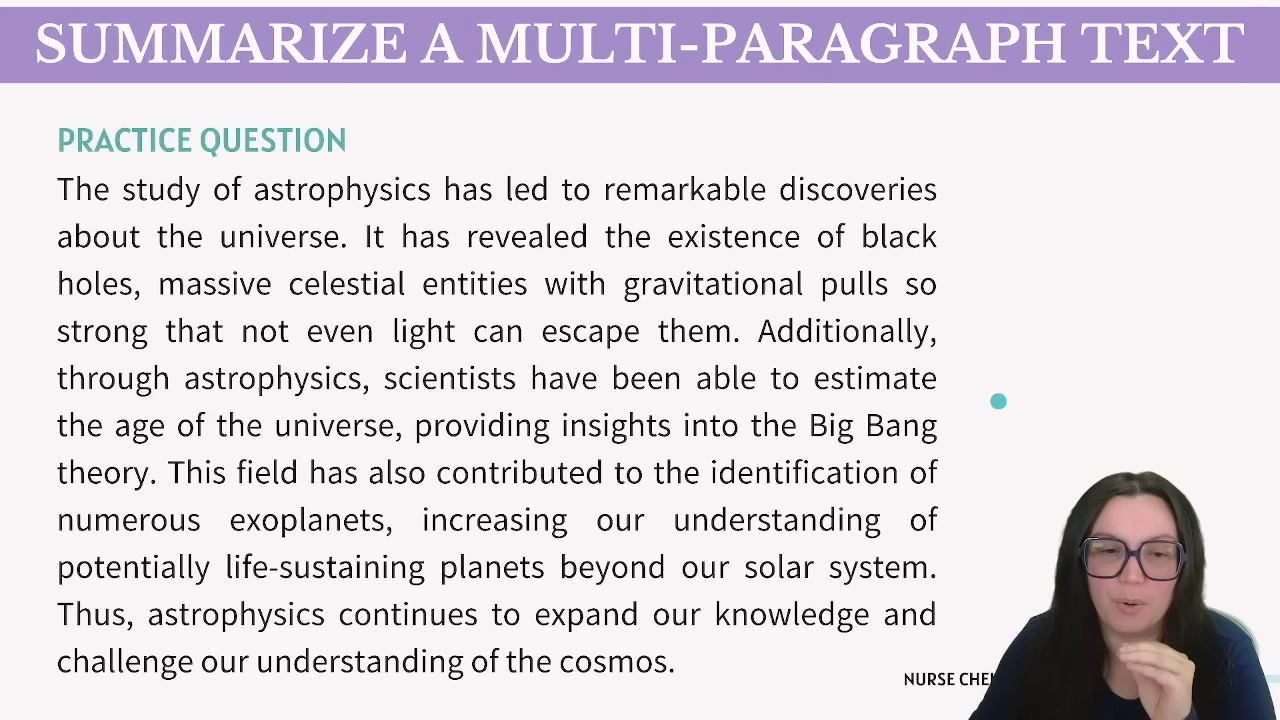 SUMMARIZE A MULTI-PARAGRAPH TEXT
PRACTICE QUESTION
The study of astrophysics has led to remarkable discoveries
about the universe. It has revealed the existence of black
holes, massive celestial entities with gravitational pulls so
strong that not even light can escape them. Additionally,
through astrophysics, scientists have been able to estimate
the age of the universe, providing insights into the Big Bang
theory. This field has also contributed to the identification of
numerous exoplanets, increasing our understanding of
potentially life-sustaining planets beyond our solar system.
Thus, astrophysics continues to expand our knowledge and
challenge our understanding of the cosmos.
NURSE